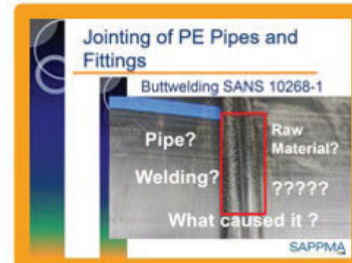 Jointing of PE Pipes and
Fittings
Buttwelding SANS 10268-1
Pipe?
Raw
Material?
Welding?
?????
What caused it ?
SAPPMA